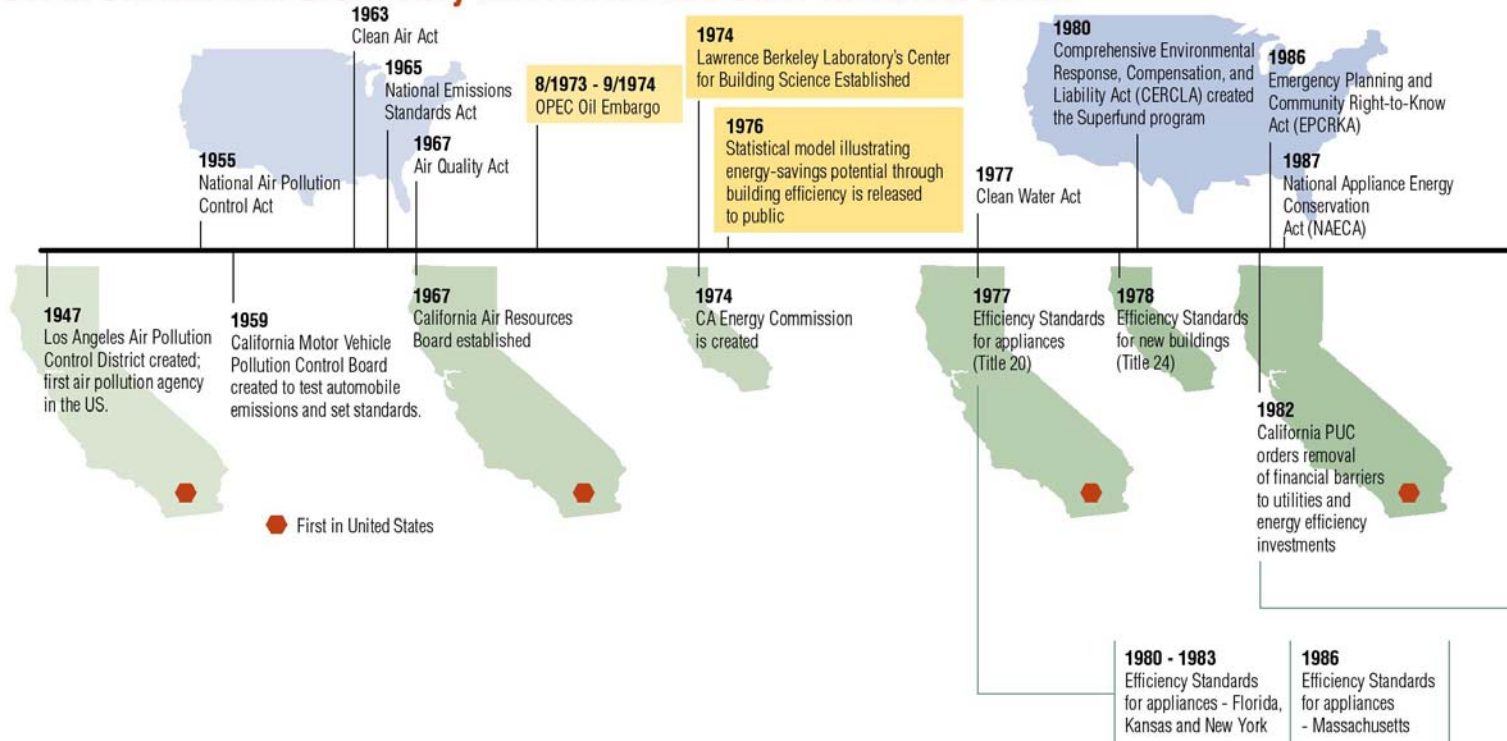 1963
Clean Air Act
1965
National Emissions
Standards Act
1967
Air Quality Act
1955
National Air Pollution
Control Act
8/1973 - 9/1974
OPEC Oil Embargo
1974
Lawrence Berkeley Laboratory's Center
for Building Science Established
1976
Statistical model illustrating
energy-savings potential through
building efficiency is released
to public
1977
Clean Water Act
1980
Comprehensive Environmental
Response, Compensation, and
Liability Act (CERCLA) created
the Superfund program
1986
Emergency Planning and
Community Right-to-Know
Act (EPCRKA)
1987
National Appliance Energy
Conservation
Act (NAECA)
1947
Los Angeles Air Pollution
Control District created;
first air pollution agency
in the US.
1959
California Motor Vehicle
Pollution Control Board
created to test automobile
emissions and set standards.
1967
California Air Resources
Board established
1974
CA Energy Commission
is created
1977
Efficiency Standards
for appliances
(Title 20)
1978
Efficiency Standards
for new buildings
(Title 24)
1982
California PUC
orders removal
of financial barriers
to utilities and
energy efficiency
investments
First in United States
1980 - 1983
Efficiency Standards
for appliances - Florida,
Kansas and New York
1986
Efficiency Standards
for appliances
- Massachusetts